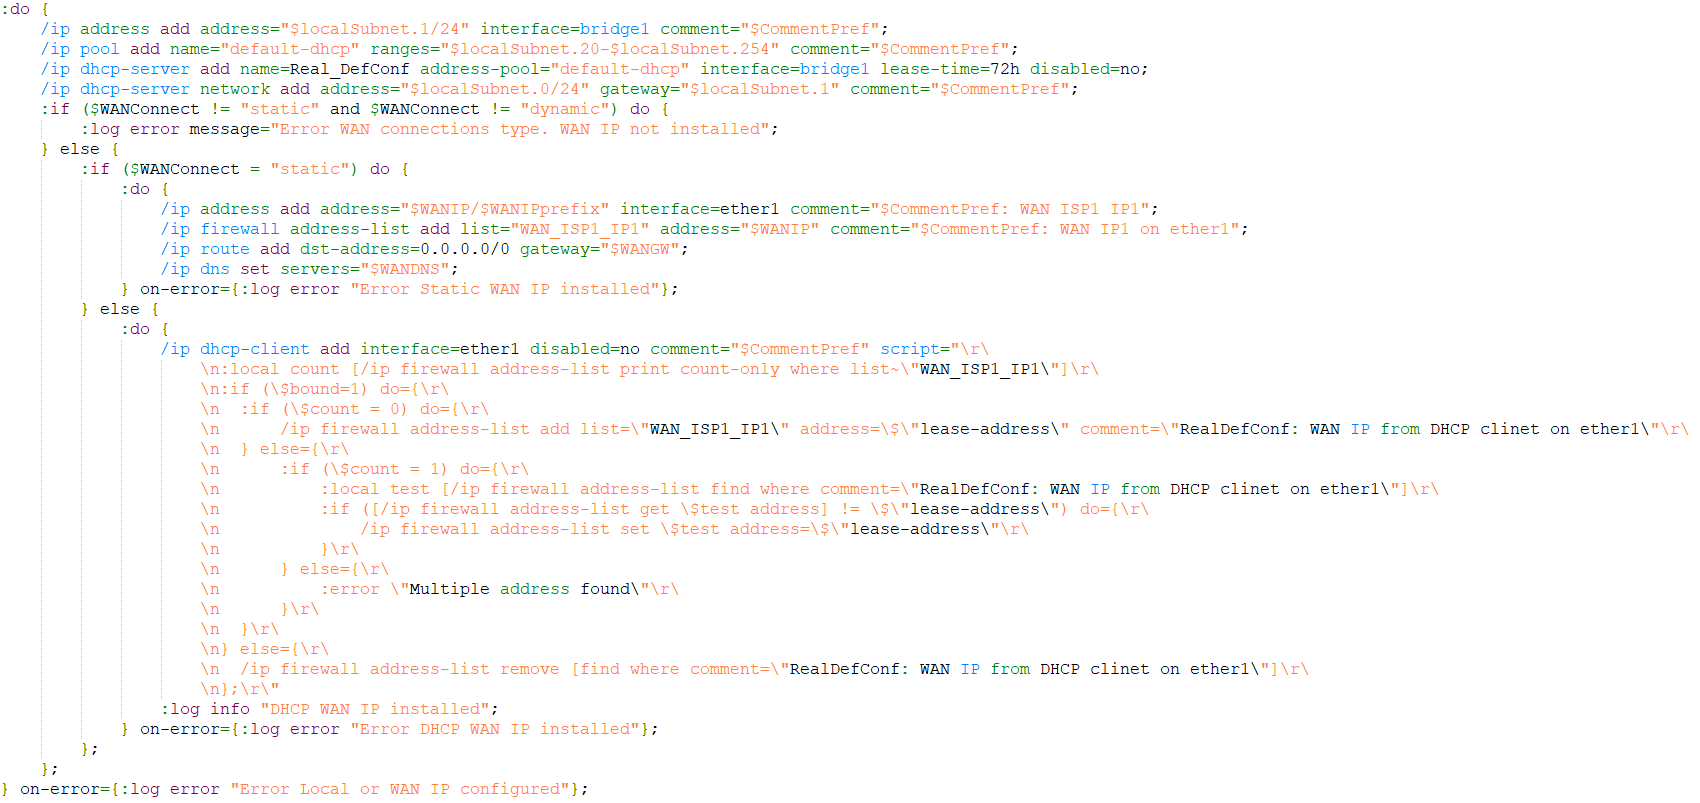 :do {
    /ip address add address="$localSubnet.1/24" interface=bridge1 comment="$CommentPref";
    /ip pool add name="default-dhcp" ranges="$localSubnet.20-$localSubnet.254" comment="$CommentPref";
    /ip dhcp-server add name=Real_DefConf address-pool="default-dhcp" interface=bridge1 lease-time=72h disabled=no;
    /ip dhcp-server network add address="$localSubnet.0/24" gateway="$localSubnet.1" comment="$CommentPref";
    :if ($WANConnect != "static" and $WANConnect != "dynamic") do {
        :log error message="Error WAN connections type. WAN IP not installed";
    } else {
        :if ($WANConnect = "static") do {
            :do {
                /ip address add address="$WANIP/$WANIPprefix" interface=ether1 comment="$CommentPref: WAN ISP1 IP1";
                /ip firewall address-list add list="WAN_ISP1_IP1" address="$WANIP" comment="$CommentPref: WAN IP1 on ether1";
                /ip route add dst-address=0.0.0.0/0 gateway="$WANGW";
                /ip dns set servers="$WANDNS";
            } on-error={:log error "Error Static WAN IP installed"};
        } else {
            :do {
                /ip dhcp-client add interface=ether1 disabled=no comment="$CommentPref" script="\r\
                    \n:local count [/ip firewall address-list print count-only where list~\"WAN_ISP1_IP1\"]\r\
                    \n:if (\$bound=1) do={\r\
                    \n  :if (\$count = 0) do={\r\
                    \n      /ip firewall address-list add list=\"WAN_ISP1_IP1\" address=\$\"lease-address\" comment=\"RealDefConf: WAN IP from DHCP clinet on ether1\"\r\
                    \n  } else={\r\
                    \n      :if (\$count = 1) do={\r\
                    \n          :local test [/ip firewall address-list find where comment=\"RealDefConf: WAN IP from DHCP clinet on ether1\"]\r\
                    \n          :if ([/ip firewall address-list get \$test address] != \$\"lease-address\") do={\r\
                    \n              /ip firewall address-list set \$test address=\$\"lease-address\"\r\
                    \n          }\r\
                    \n      } else={\r\
                    \n          :error \"Multiple address found\"\r\
                    \n      }\r\
                    \n  }\r\
                    \n} else={\r\
                    \n  /ip firewall address-list remove [find where comment=\"RealDefConf: WAN IP from DHCP clinet on ether1\"]\r\
                    \n};\r\"
                :log info "DHCP WAN IP installed";
            } on-error={:log error "Error DHCP WAN IP installed"};
        };
    };
} on-error={:log error "Error Local or WAN IP configured"};